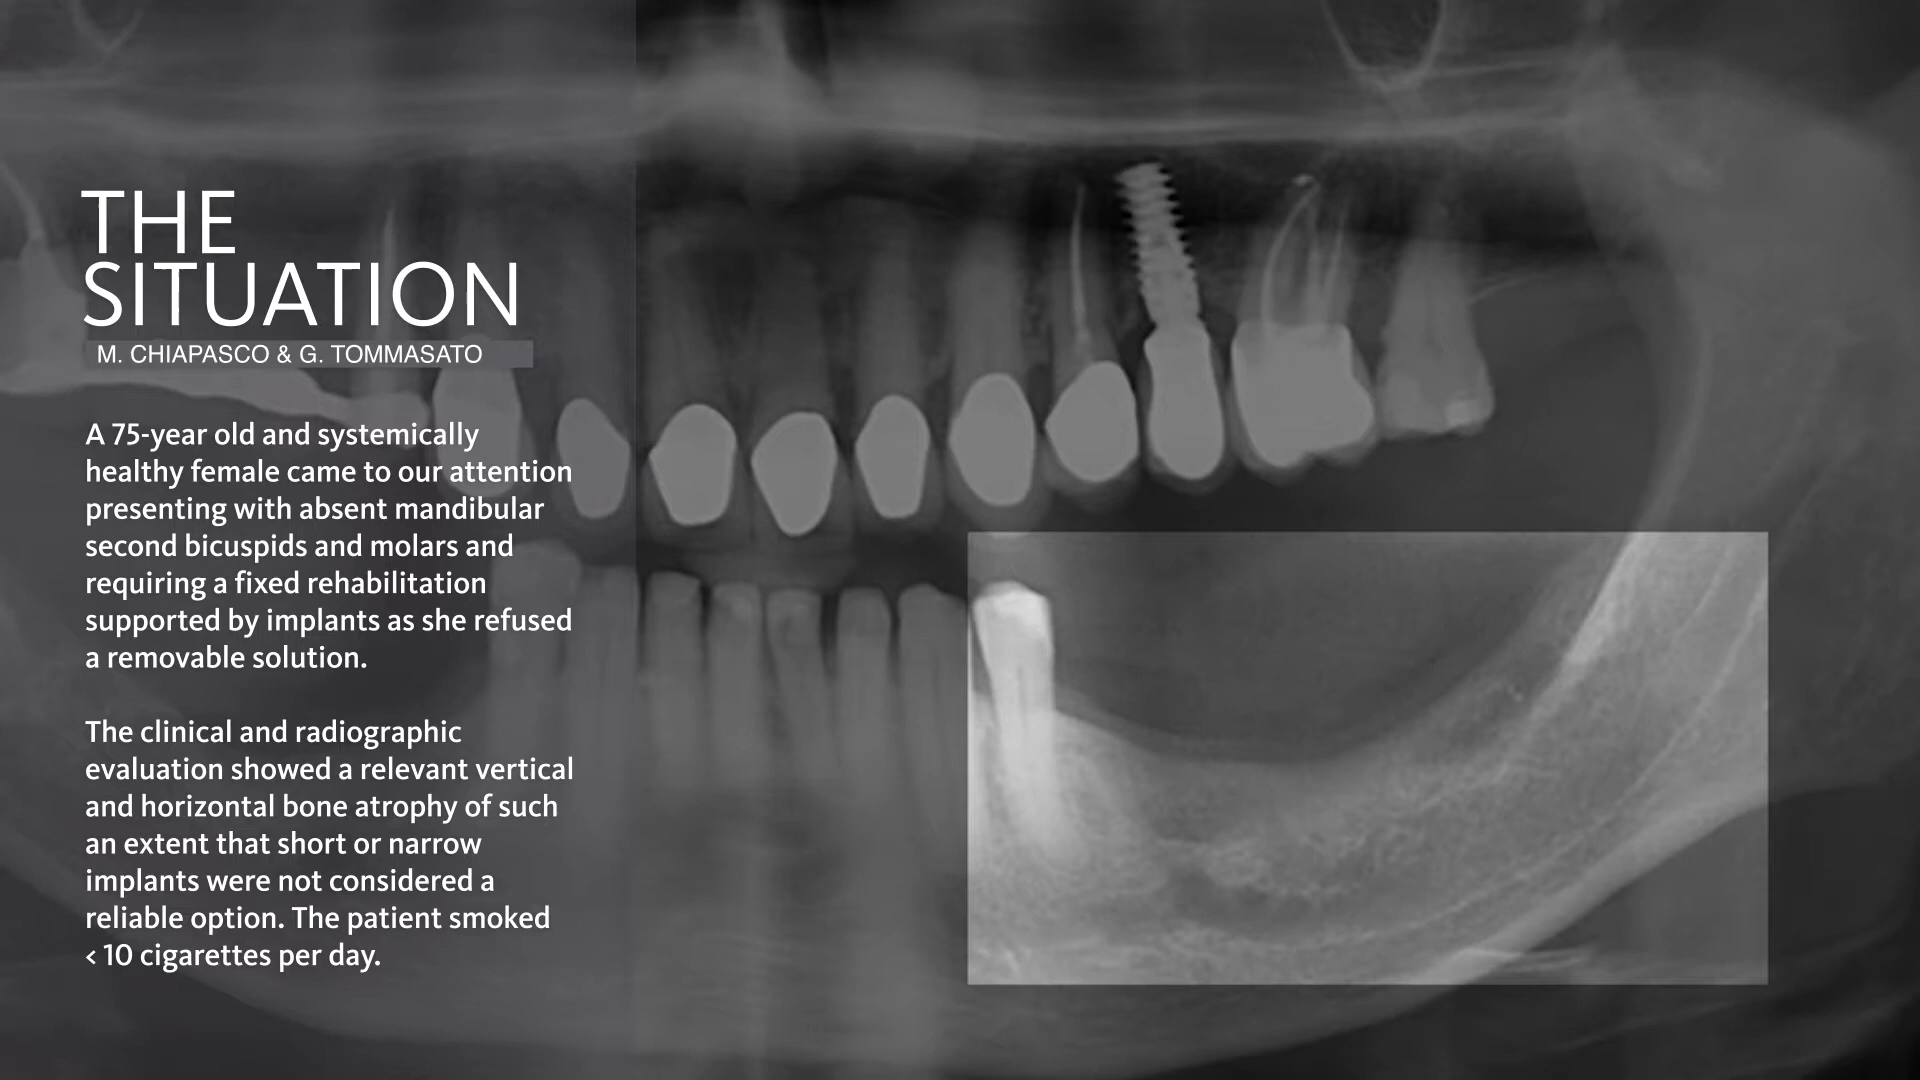 THE
SITUATION
M. CHIAPASCO & G. TOMMASATO
A 75-year old and systemically
healthy female came to our attention
presenting with absent mandibular
second bicuspids and molars and
requiring a fixed rehabilitation
supported by implants as she refused
a removable solution.
The clinical and radiographic
evaluation showed a relevant vertical
and horizontal bone atrophy of such
an extent that short or narrow
implants were not considered a
reliable option. The patient smoked
< 10 cigarettes per day.